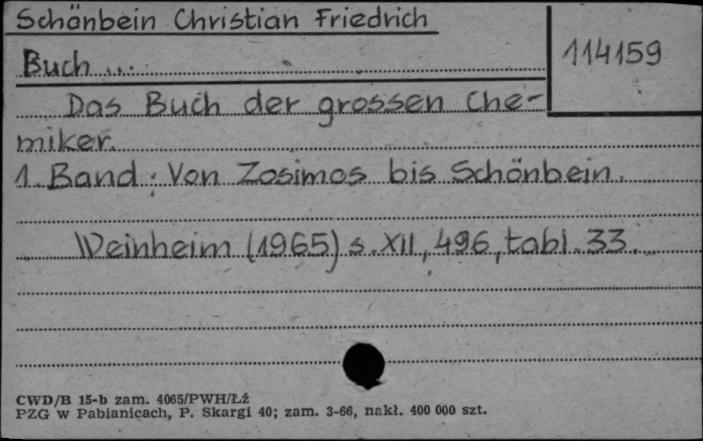 Schönbein Christian Friedrich
114159
Buch ...
Das Buch der grossen Che-
miker.
1. Band: Von Zosimos bis Schönbein.
Weinheim (1965) s. XII, 496, tabl. 33.
CWD/B 15-b zam. 4065/PWH/Łź
PZG w Pabianicach, P. Skargi 40; zam. 3-66, nakł. 400 000 szt.